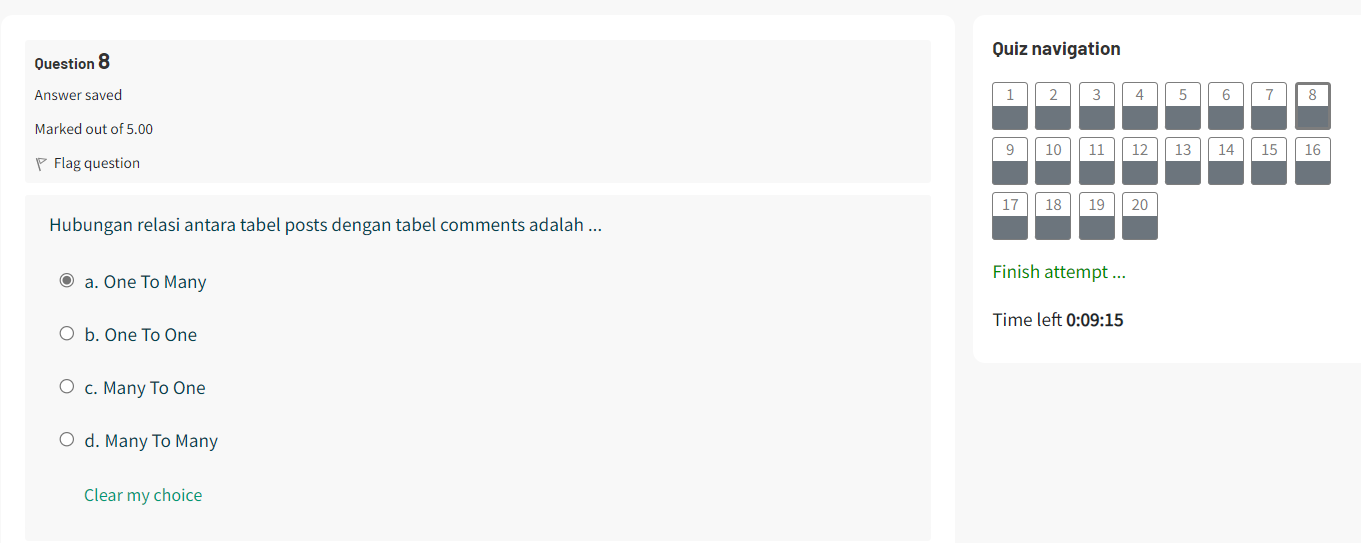 Question 8
Answer saved
Marked out of 5.00
Flag question
Hubungan relasi antara tabel posts dengan tabel comments adalah ...
a. One To Many
b. One To One
c. Many To One
d. Many To Many
Clear my choice
Quiz navigation
1 2 3 4 5 6 7 8
9 10 11 12 13 14 15 16
17 18 19 20
Finish attempt ...
Time left 0:09:15